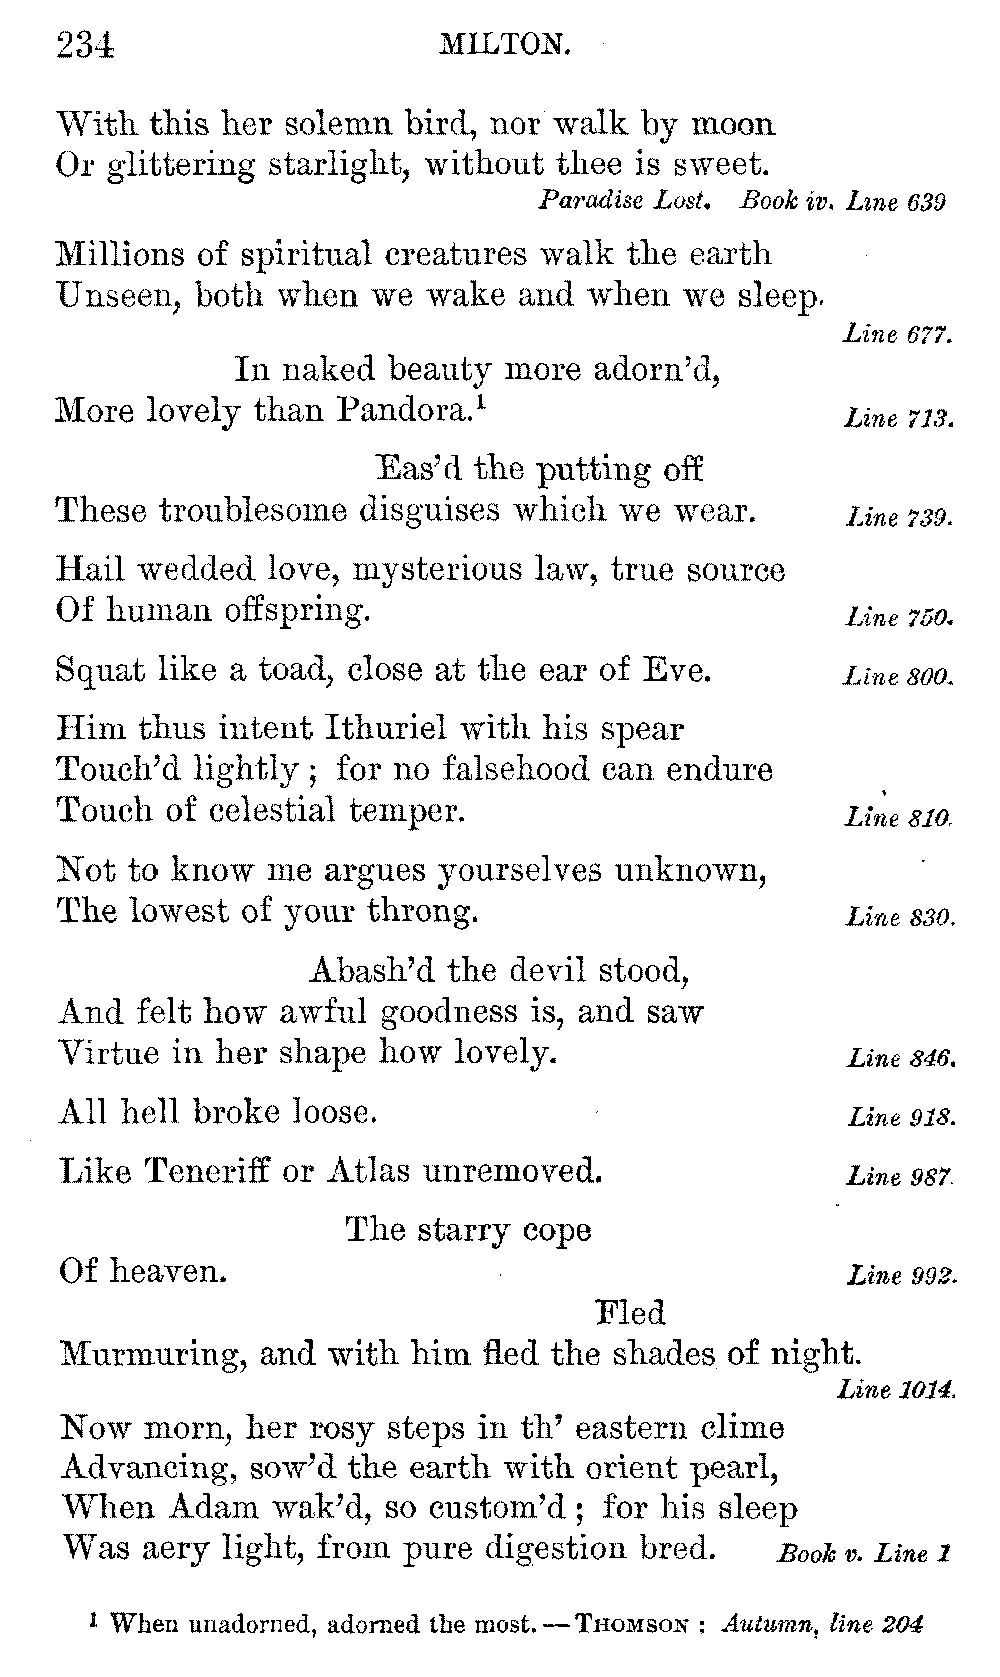 234 MILTON.
With this her solemn bird, nor walk by moon
Or glittering starlight, without thee is sweet.
Paradise Lost. Book iv. Line 639
Millions of spiritual creatures walk the earth
Unseen, both when we wake and when we sleep.
Line 677.
In naked beauty more adorn'd,
More lovely than Pandora.¹ Line 713.
Eas'd the putting off
These troublesome disguises which we wear. Line 739.
Hail wedded love, mysterious law, true source
Of human offspring. Line 750.
Squat like a toad, close at the ear of Eve. Line 800.
Him thus intent Ithuriel with his spear
Touch'd lightly ; for no falsehood can endure
Touch of celestial temper. Line 810.
Not to know me argues yourselves unknown,
The lowest of your throng. Line 830.
Abash'd the devil stood,
And felt how awful goodness is, and saw
Virtue in her shape how lovely. Line 846.
All hell broke loose. Line 918.
Like Teneriff or Atlas unremoved. Line 987.
The starry cope
Of heaven. Line 992.
Fled
Murmuring, and with him fled the shades of night.
Line 1014.
Now morn, her rosy steps in th' eastern clime
Advancing, sow'd the earth with orient pearl,
When Adam wak'd, so custom'd ; for his sleep
Was aery light, from pure digestion bred. Book v. Line 1
¹ When unadorned, adorned the most. — THOMSON : Autumn, line 204